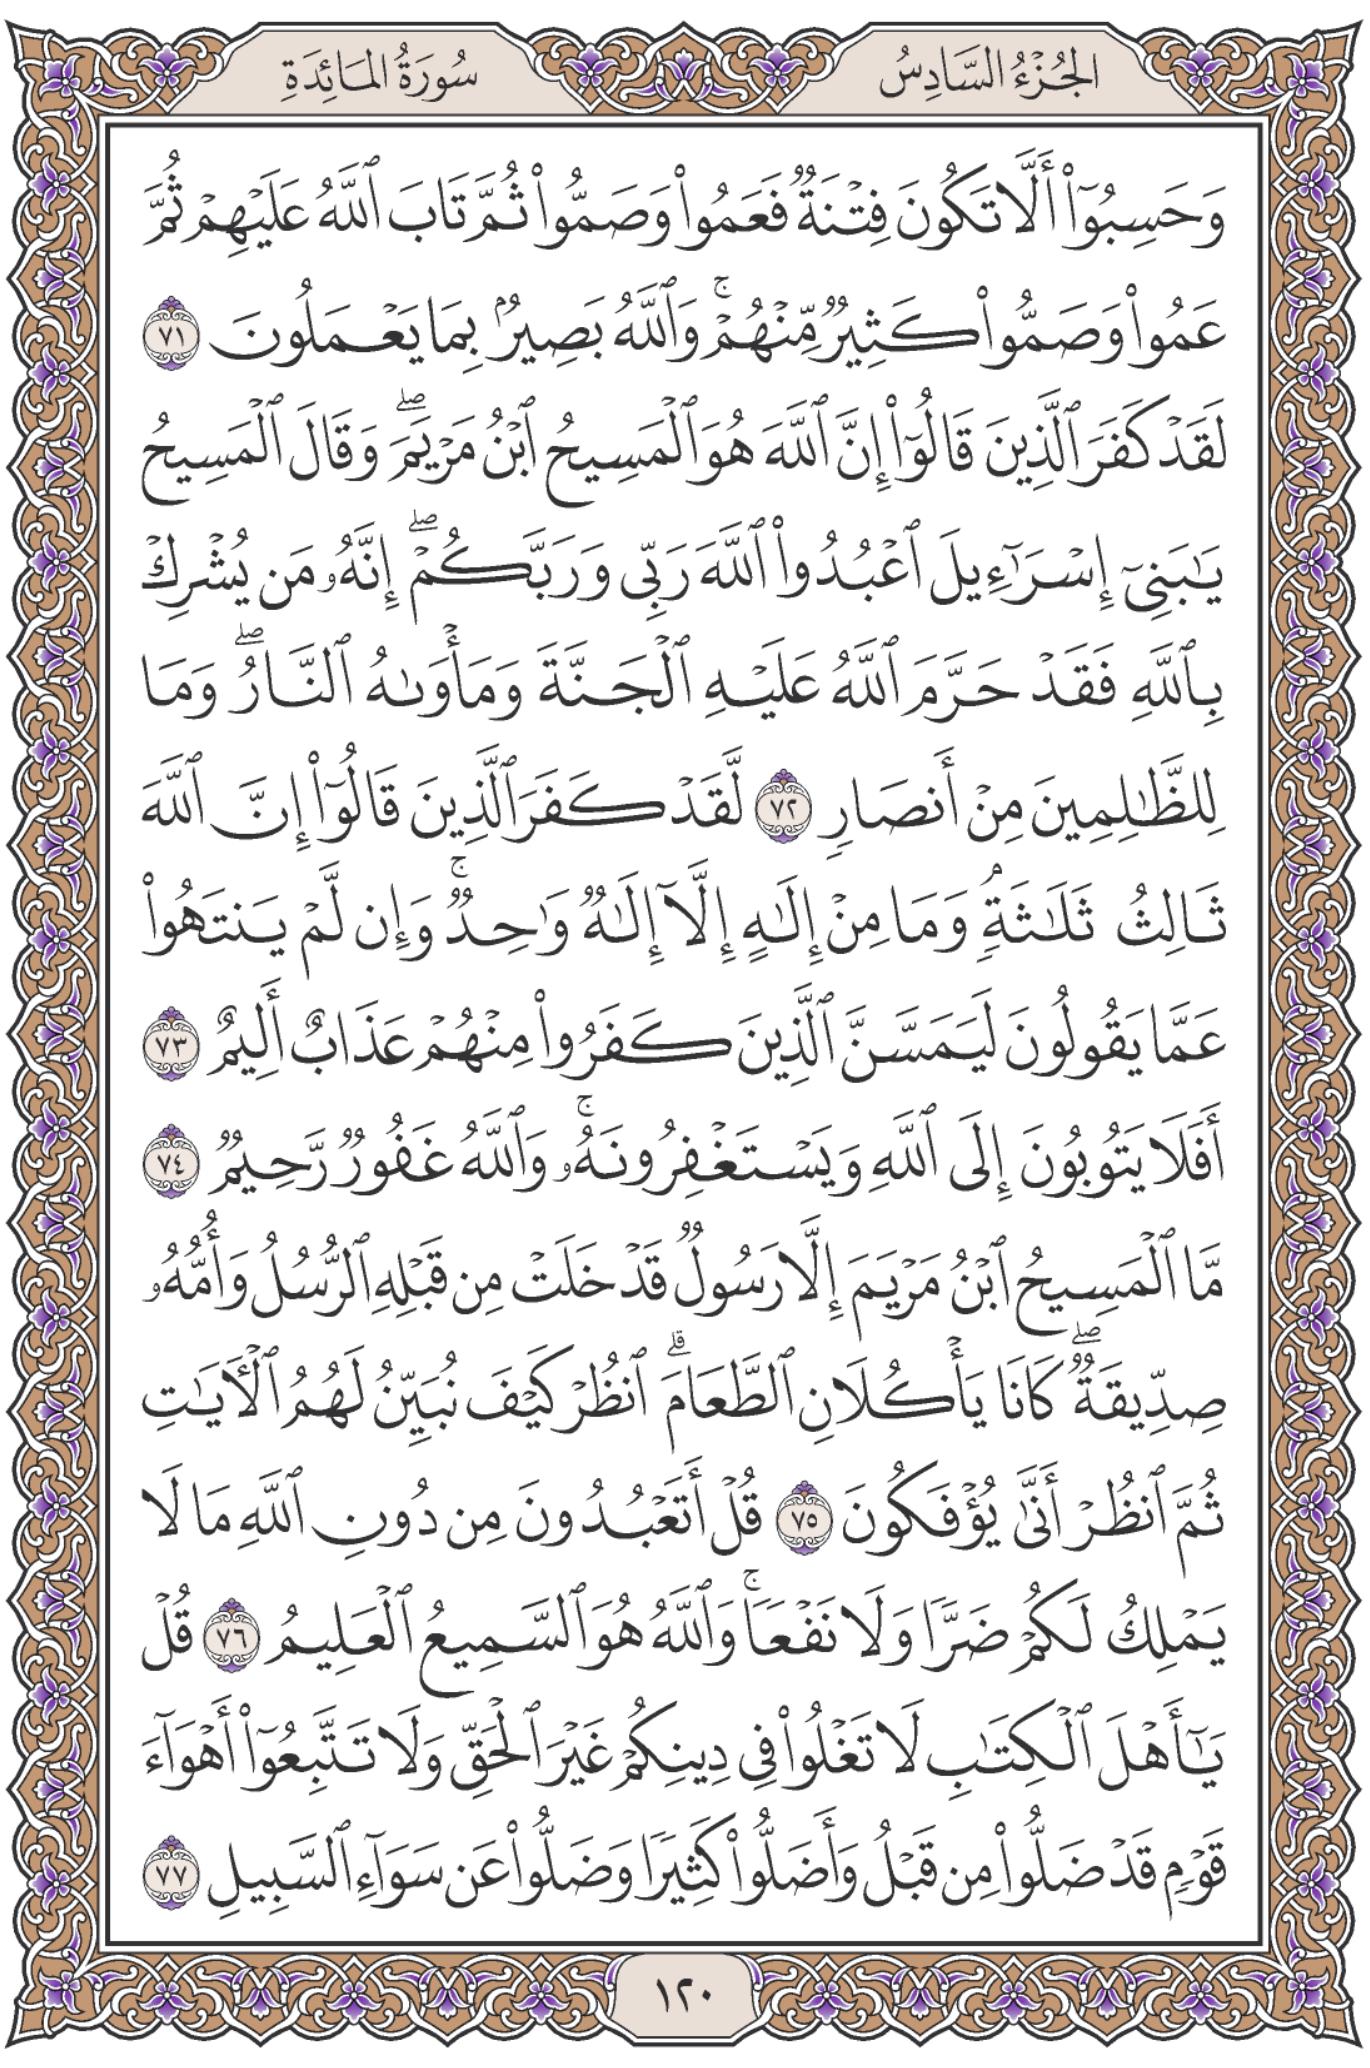 الجُزْءُ السَّادِسُ
سُورَةُ المَائِدَةِ
وَحَسِبُوٓا۟ أَلَّا تَكُونَ فِتْنَةٌ فَعَمُوا۟ وَصَمُّوا۟ ثُمَّ تَابَ ٱللَّهُ عَلَيْهِمْ ثُمَّ
عَمُوا۟ وَصَمُّوا۟ كَثِيرٌ مِّنْهُمْ ۚ وَٱللَّهُ بَصِيرٌۢ بِمَا يَعْمَلُونَ ٧١
لَقَدْ كَفَرَ ٱلَّذِينَ قَالُوٓا۟ إِنَّ ٱللَّهَ هُوَ ٱلْمَسِيحُ ٱبْنُ مَرْيَمَ ۖ وَقَالَ ٱلْمَسِيحُ
يَـٰبَنِىٓ إِسْرَٰٓءِيلَ ٱعْبُدُوا۟ ٱللَّهَ رَبِّى وَرَبَّكُمْ ۖ إِنَّهُۥ مَن يُشْرِكْ
بِٱللَّهِ فَقَدْ حَرَّمَ ٱللَّهُ عَلَيْهِ ٱلْجَنَّةَ وَمَأْوَىٰهُ ٱلنَّارُ ۖ وَمَا
لِلظَّـٰلِمِينَ مِنْ أَنصَارٍ ٧٢ لَّقَدْ كَفَرَ ٱلَّذِينَ قَالُوٓا۟ إِنَّ ٱللَّهَ
ثَالِثُ ثَلَـٰثَةٍ ۘ وَمَا مِنْ إِلَـٰهٍ إِلَّآ إِلَـٰهٌ وَٰحِدٌ ۚ وَإِن لَّمْ يَنتَهُوا۟
عَمَّا يَقُولُونَ لَيَمَسَّنَّ ٱلَّذِينَ كَفَرُوا۟ مِنْهُمْ عَذَابٌ أَلِيمٌ ٧٣
أَفَلَا يَتُوبُونَ إِلَى ٱللَّهِ وَيَسْتَغْفِرُونَهُۥ ۚ وَٱللَّهُ غَفُورٌ رَّحِيمٌ ٧٤
مَّا ٱلْمَسِيحُ ٱبْنُ مَرْيَمَ إِلَّا رَسُولٌ قَدْ خَلَتْ مِن قَبْلِهِ ٱلرُّسُلُ وَأُمُّهُۥ
صِدِّيقَةٌ ۖ كَانَا يَأْكُلَانِ ٱلطَّعَامَ ۗ ٱنظُرْ كَيْفَ نُبَيِّنُ لَهُمُ ٱلْـَٔايَـٰتِ
ثُمَّ ٱنظُرْ أَنَّىٰ يُؤْفَكُونَ ٧٥ قُلْ أَتَعْبُدُونَ مِن دُونِ ٱللَّهِ مَا لَا
يَمْلِكُ لَكُمْ ضَرًّا وَلَا نَفْعًا ۚ وَٱللَّهُ هُوَ ٱلسَّمِيعُ ٱلْعَلِيمُ ٧٦ قُلْ
يَـٰٓأَهْلَ ٱلْكِتَـٰبِ لَا تَغْلُوا۟ فِى دِينِكُمْ غَيْرَ ٱلْحَقِّ وَلَا تَتَّبِعُوٓا۟ أَهْوَآءَ
قَوْمٍ قَدْ ضَلُّوا۟ مِن قَبْلُ وَأَضَلُّوا۟ كَثِيرًا وَضَلُّوا۟ عَن سَوَآءِ ٱلسَّبِيلِ ٧٧
١٢٠